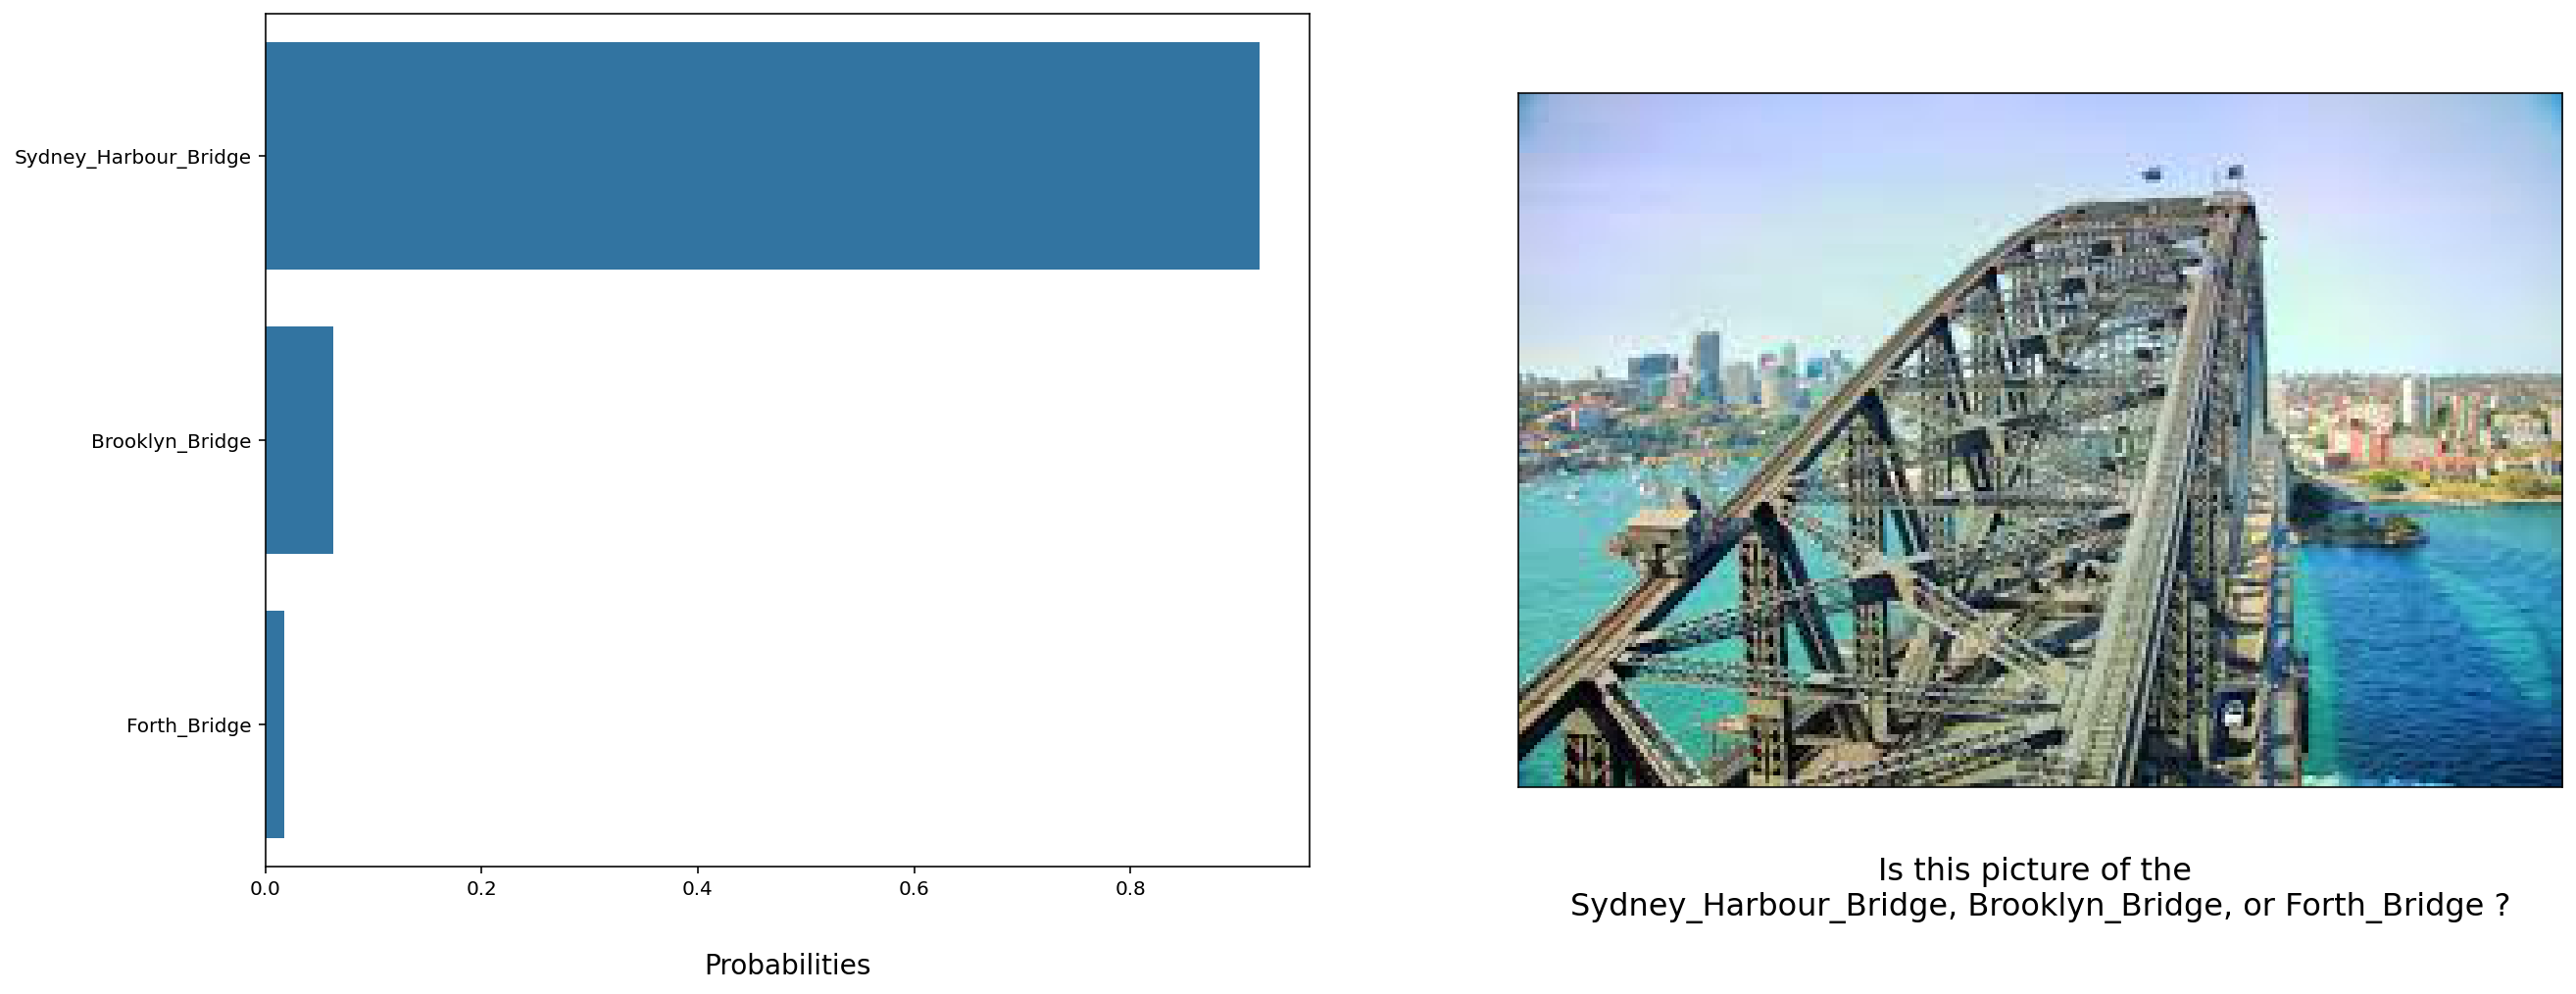 Sydney_Harbour_Bridge
Brooklyn_Bridge
Forth_Bridge
0.0 0.2 0.4 0.6 0.8
Probabilities
Is this picture of the
Sydney_Harbour_Bridge, Brooklyn_Bridge, or Forth_Bridge ?